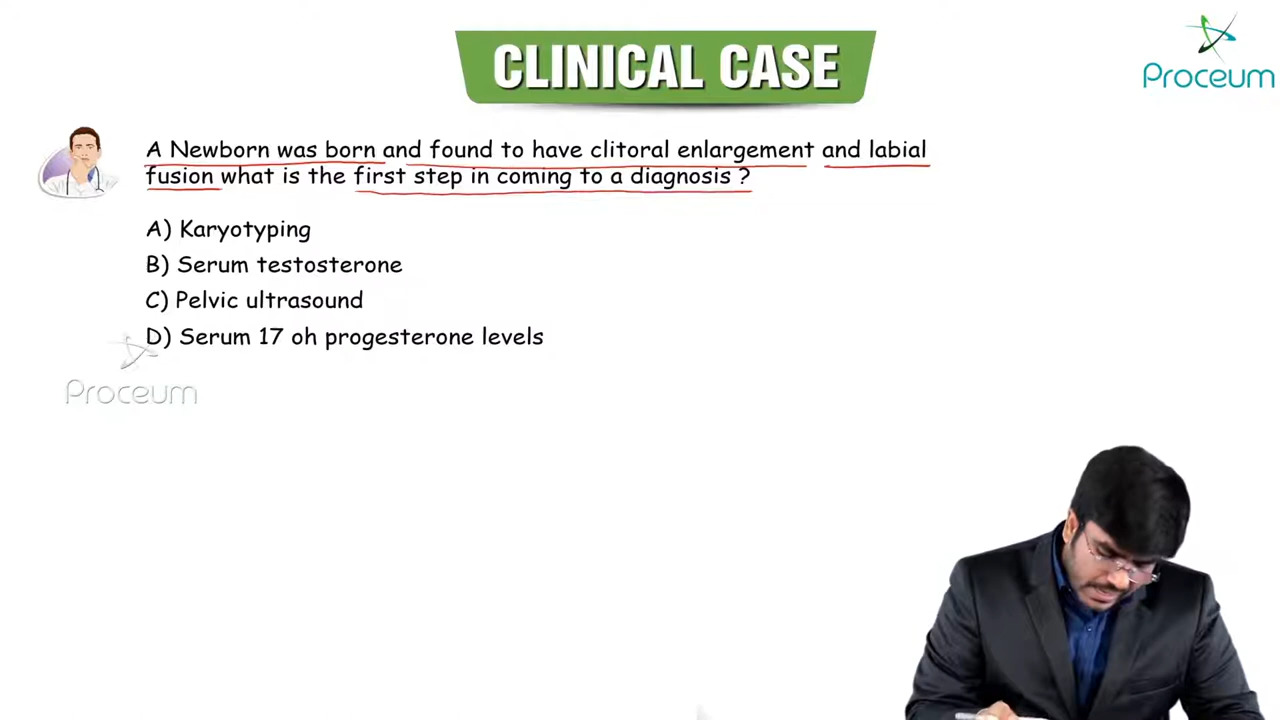 CLINICAL CASE
Proceum
A Newborn was born and found to have clitoral enlargement and labial
fusion what is the first step in coming to a diagnosis ?
A) Karyotyping
B) Serum testosterone
C) Pelvic ultrasound
D) Serum 17 oh progesterone levels
Proceum